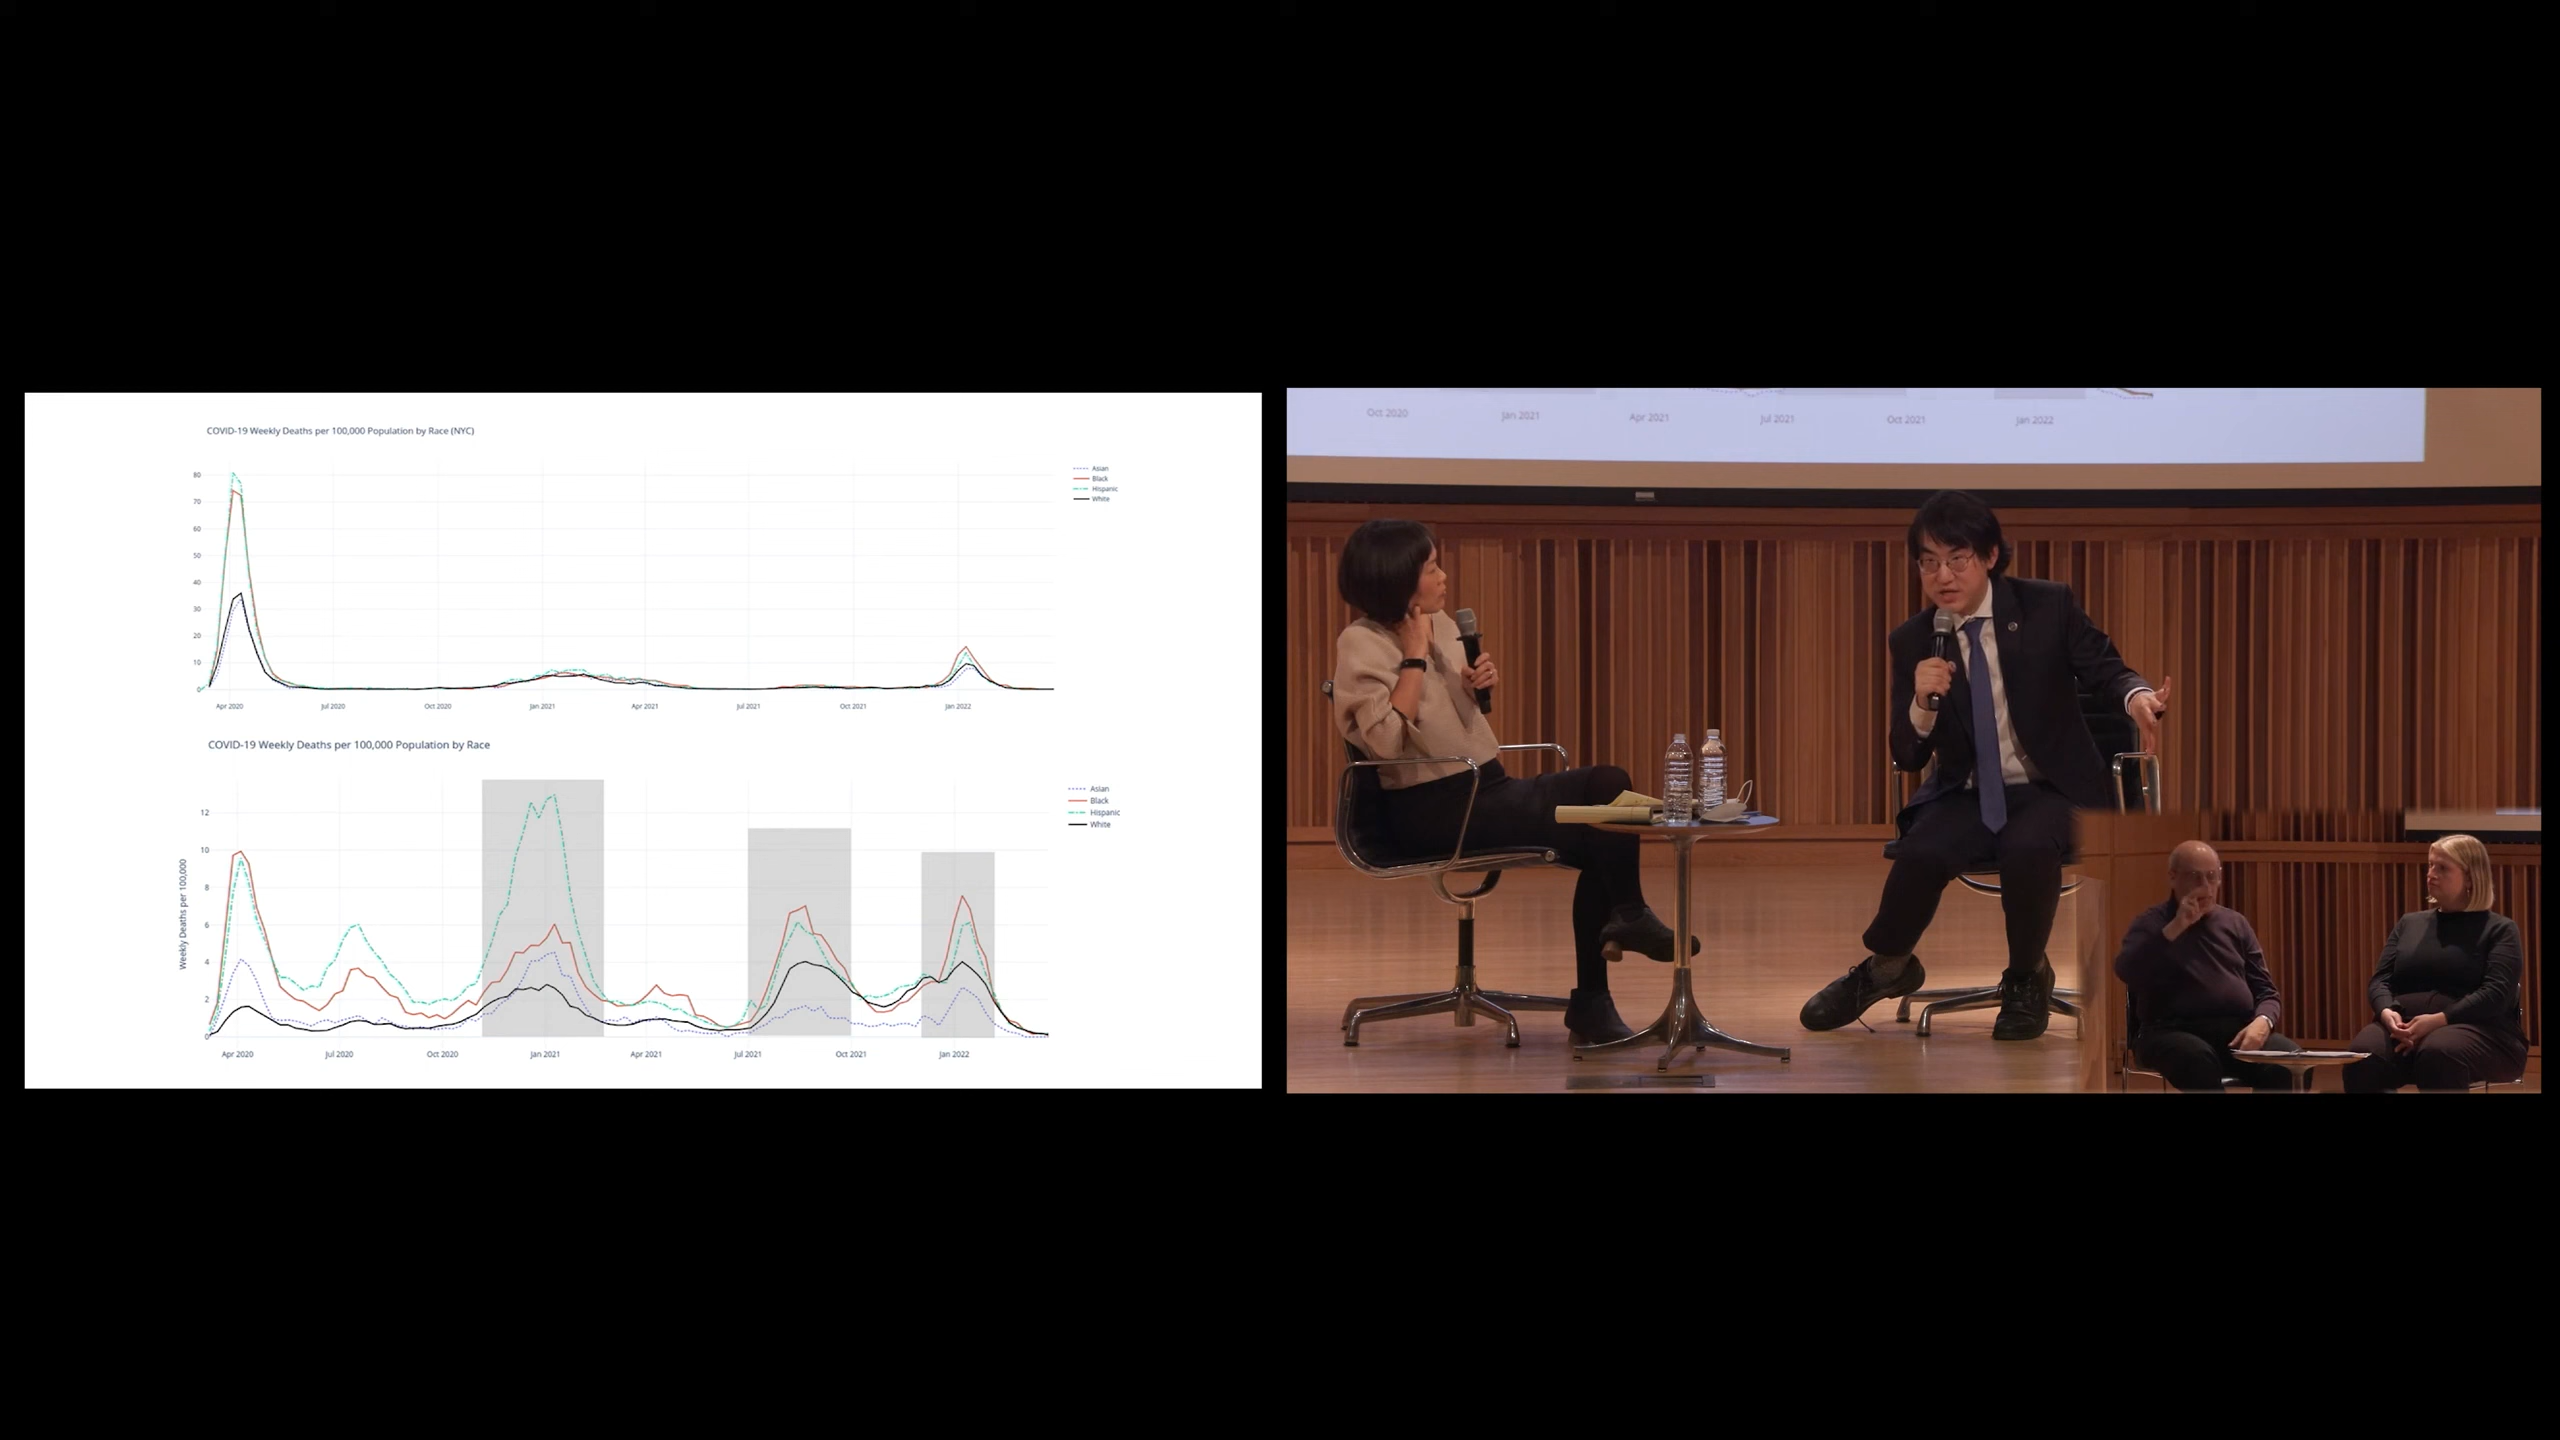 COVID-19 Weekly Deaths per 100,000 Population by Race (NYC)
80
70
60
50
40
30
20
10
0
Apr 2020 Jul 2020 Oct 2020 Jan 2021 Apr 2021 Jul 2021 Oct 2021 Jan 2022
Asian
Black
Hispanic
White
COVID-19 Weekly Deaths per 100,000 Population by Race
Weekly Deaths per 100,000
12
10
8
6
4
2
0
Apr 2020 Jul 2020 Oct 2020 Jan 2021 Apr 2021 Jul 2021 Oct 2021 Jan 2022
Asian
Black
Hispanic
White
Oct 2020 Jan 2021 Apr 2021 Jul 2021 Oct 2021 Jan 2022